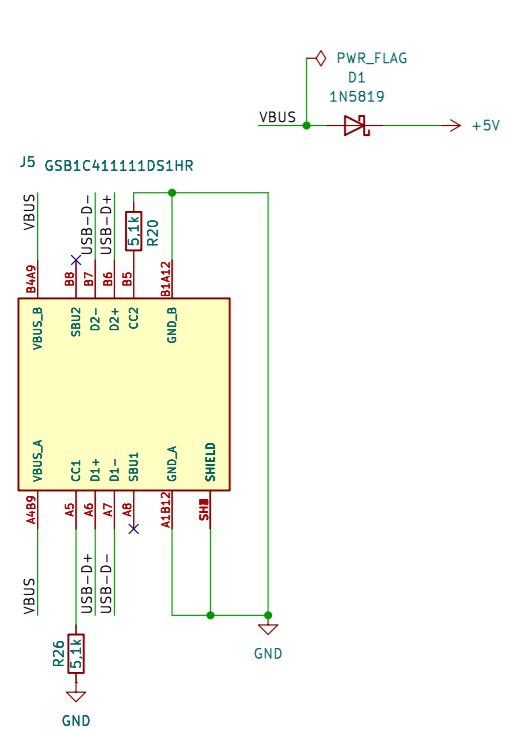 PWR_FLAG
D1
1N5819
VBUS
+5V
J5
GSB1C411111DS1HR
VBUS
USB-D-
USB-D+
5,1k
R20
B4A9
B8
B7
B6
B5
B1A12
VBUS_B
SBU2
D2-
D2+
CC2
GND_B
VBUS_A
CC1
D1+
D1-
SBU1
GND_A
SHIELD
A4B9
A5
A6
A7
A8
A1B12
VBUS
USB-D+
USB-D-
R26
5,1k
GND
GND